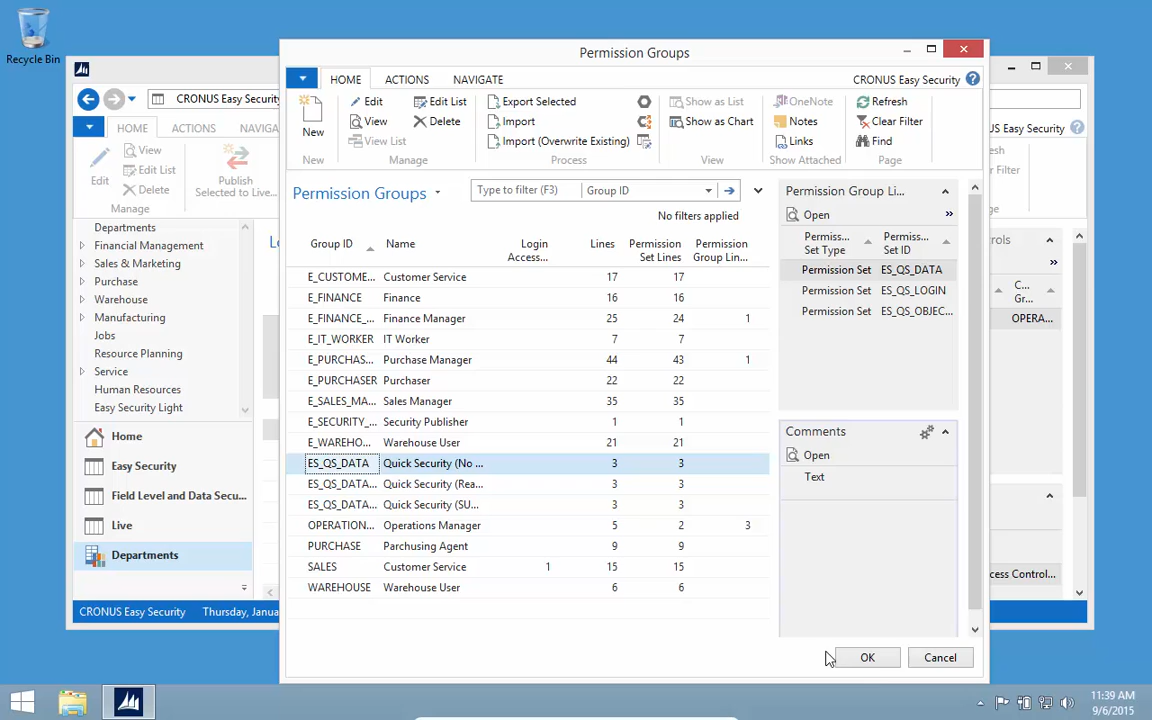 Recycle Bin
Permission Groups
HOME ACTIONS NAVIGATE
CRONUS Easy Security
New
Edit
View
View List
Edit List
Delete
Export Selected
Import
Import (Overwrite Existing)
Show as List
Show as Chart
OneNote
Notes
Links
Refresh
Clear Filter
Find
New
Manage
Process
View
Show Attached
Page
Permission Groups
Type to filter (F3)
Group ID
No filters applied
Group ID Name Login Access... Lines Permission Set Lines Permission Group Lin...
E_CUSTOME... Customer Service 17 17
E_FINANCE Finance 16 16
E_FINANCE_... Finance Manager 25 24 1
E_IT_WORKER IT Worker 7 7
E_PURCHAS... Purchase Manager 44 43 1
E_PURCHASER Purchaser 22 22
E_SALES_MA... Sales Manager 35 35
E_SECURITY_... Security Publisher 1 1
E_WAREHO... Warehouse User 21 21
ES_QS_DATA Quick Security (No ... 3 3
ES_QS_DATA... Quick Security (Rea... 3 3
ES_QS_DATA... Quick Security (SU... 3 3
OPERATION... Operations Manager 5 2 3
PURCHASE Parchusing Agent 9 9
SALES Customer Service 1 15 15
WAREHOUSE Warehouse User 6 6
Permission Group Li...
Open
Permiss... Set Type Permiss... Set ID
Permission Set ES_QS_DATA
Permission Set ES_QS_LOGIN
Permission Set ES_QS_OBJEC...
Comments
Open
Text
OK
Cancel
CRONUS Easy Security
HOME ACTIONS NAVIGA
Edit
View
Edit List
Delete
Publish
Selected to Live...
Manage
Departments
Financial Management
Sales & Marketing
Purchase
Warehouse
Manufacturing
Jobs
Resource Planning
Service
Human Resources
Easy Security Light
Home
Easy Security
Field Level and Data Secu...
Live
Departments
CRONUS Easy Security
Thursday, Janua
US Easy Security
resh
r Filter
ge
ntrols
C...
Gr...
OPERA...
cess Control...
11:39 AM
9/6/2015